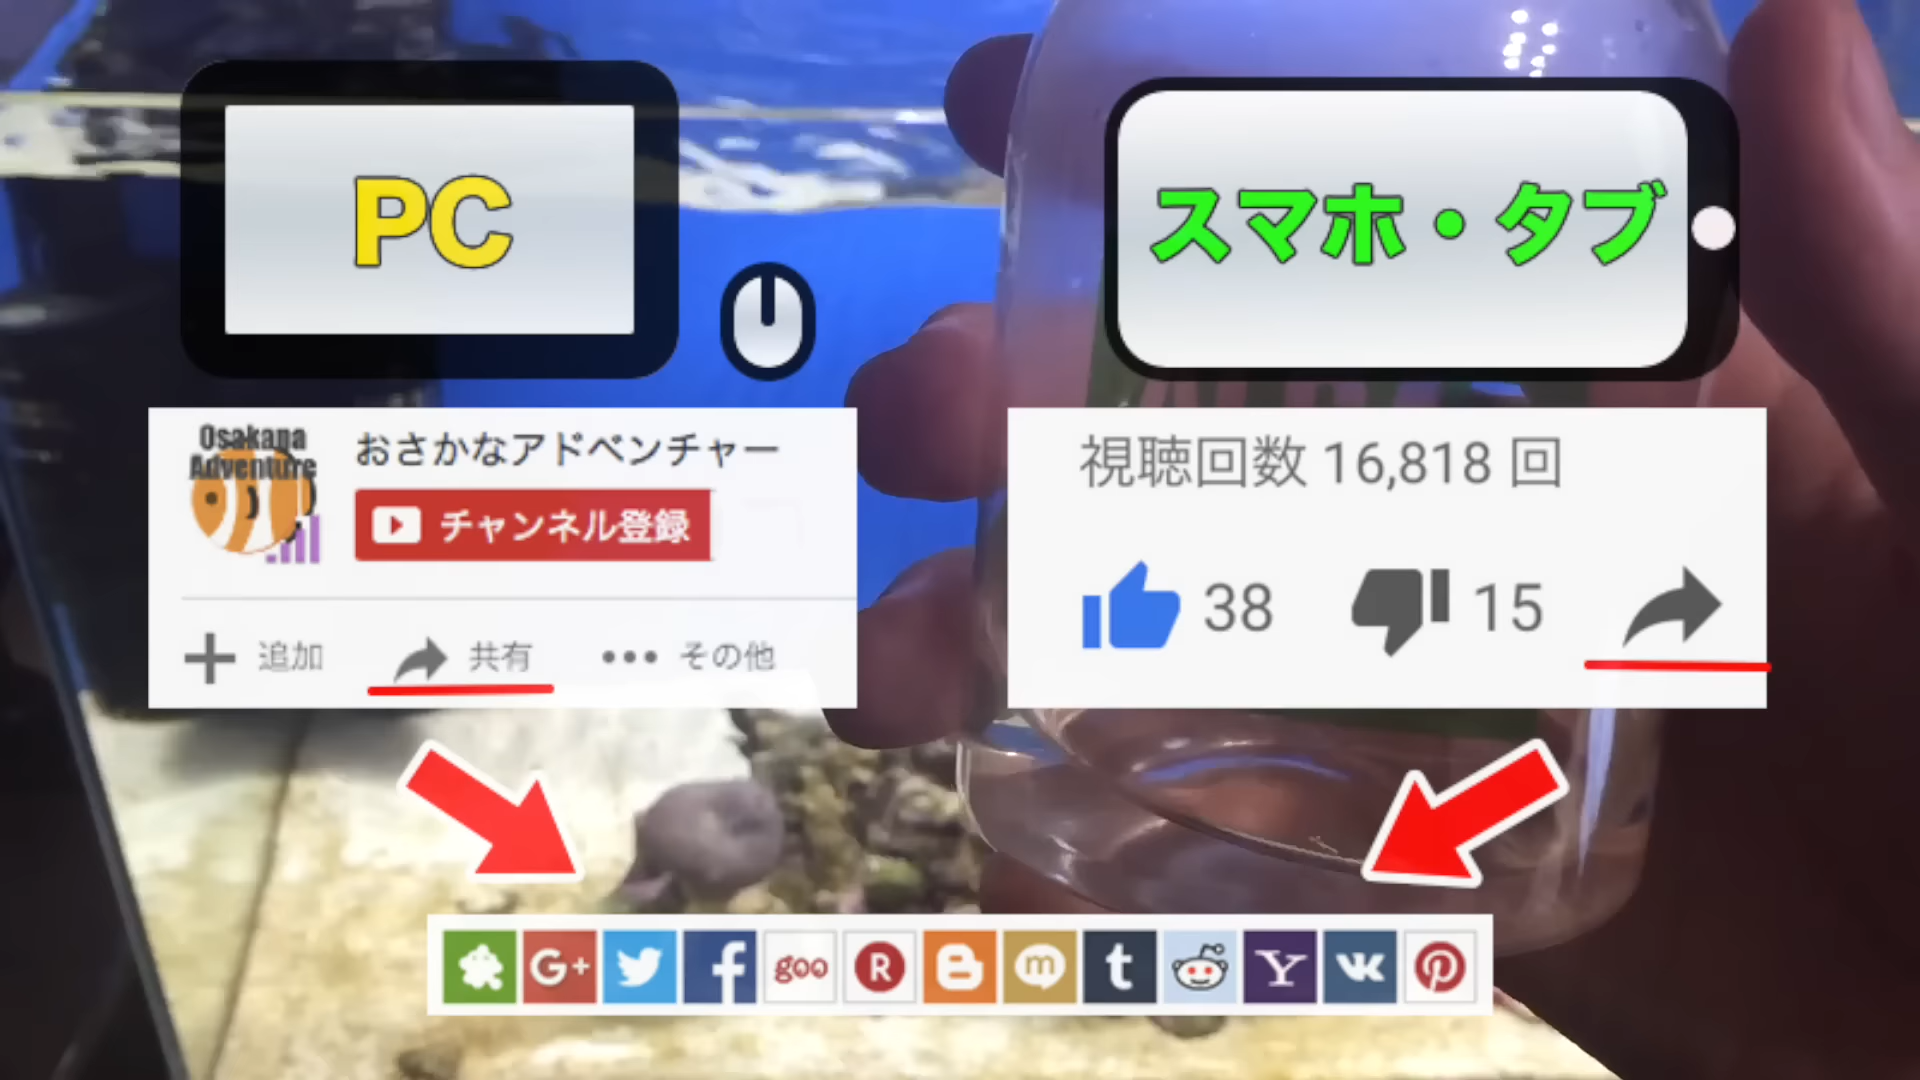 PC
スマホ・タブ
Osakana
Adventure
おさかなアドベンチャー
チャンネル登録
追加
共有
その他
視聴回数 16,818 回
38
15
G+
f
goo
R
B
m
t
Y
VK